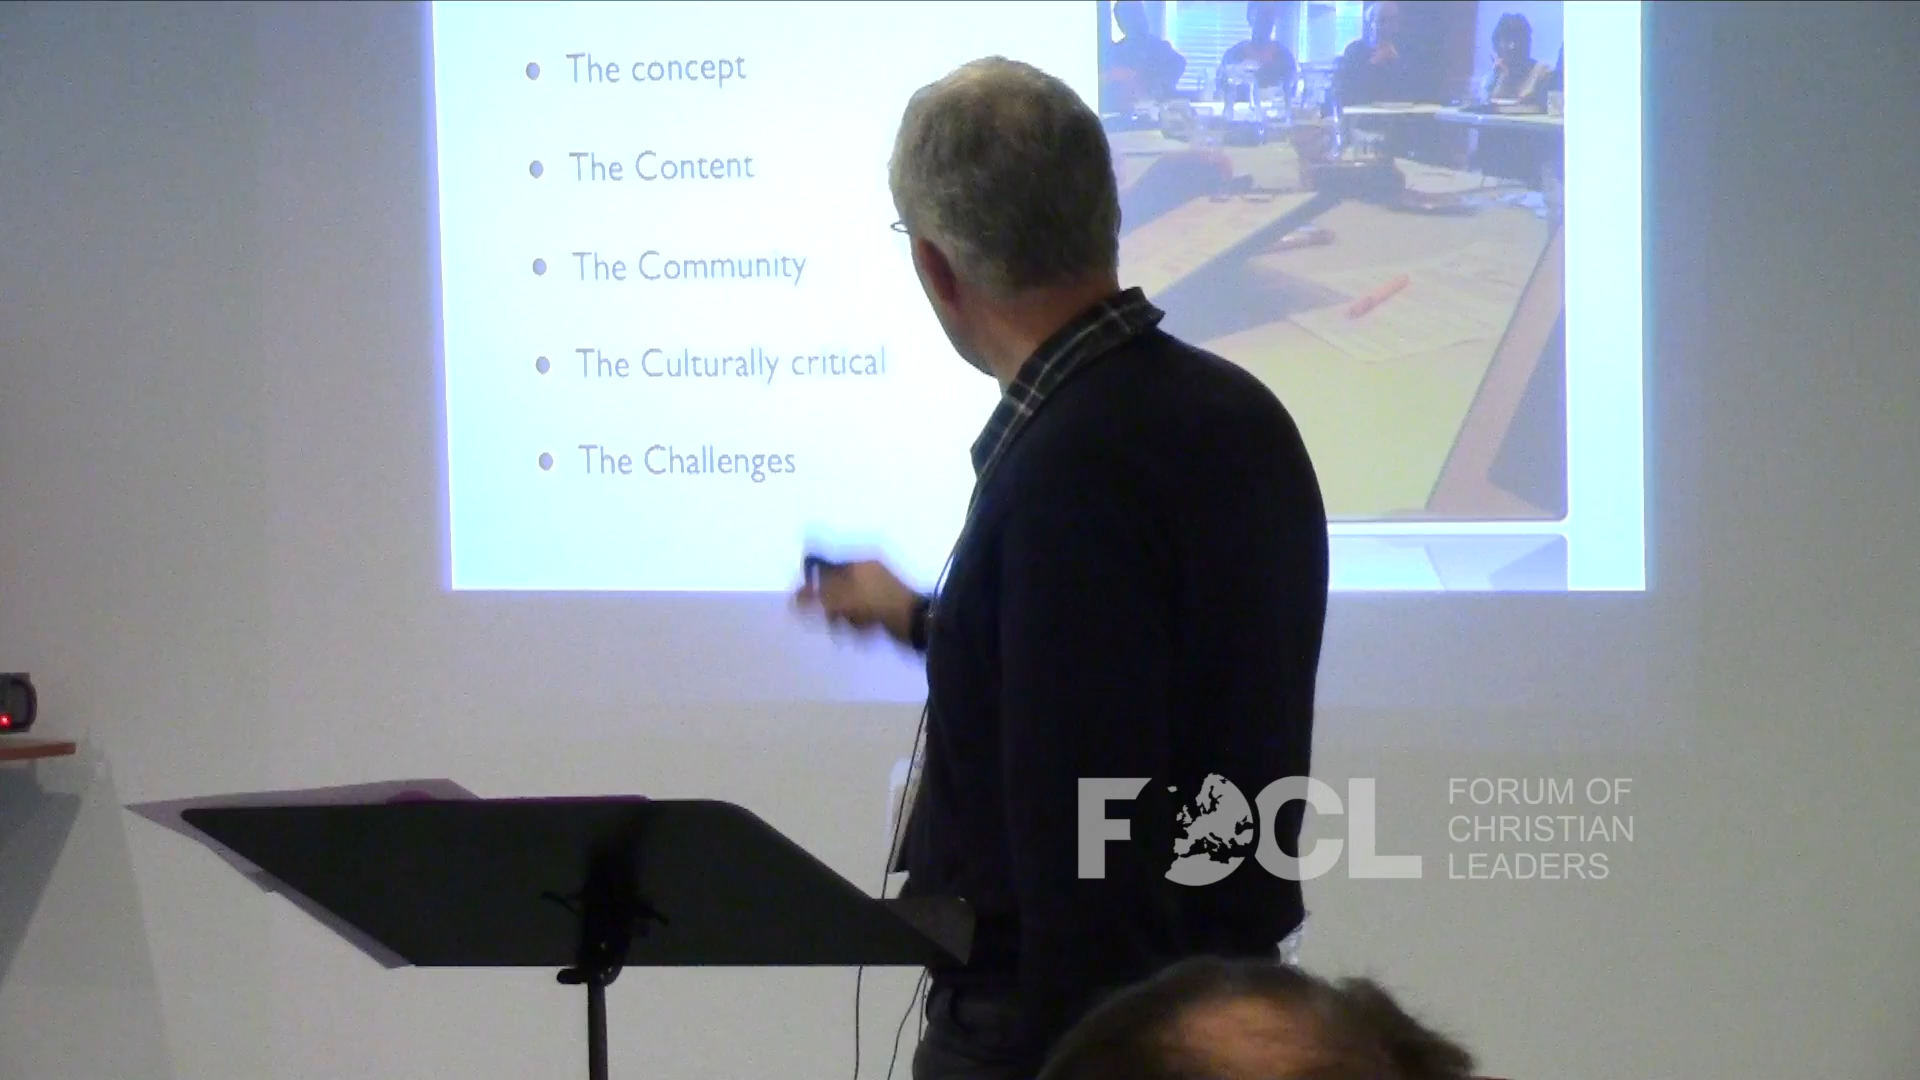 The concept
The Content
The Community
The Culturally critical
The Challenges
FOCL
FORUM OF
CHRISTIAN
LEADERS